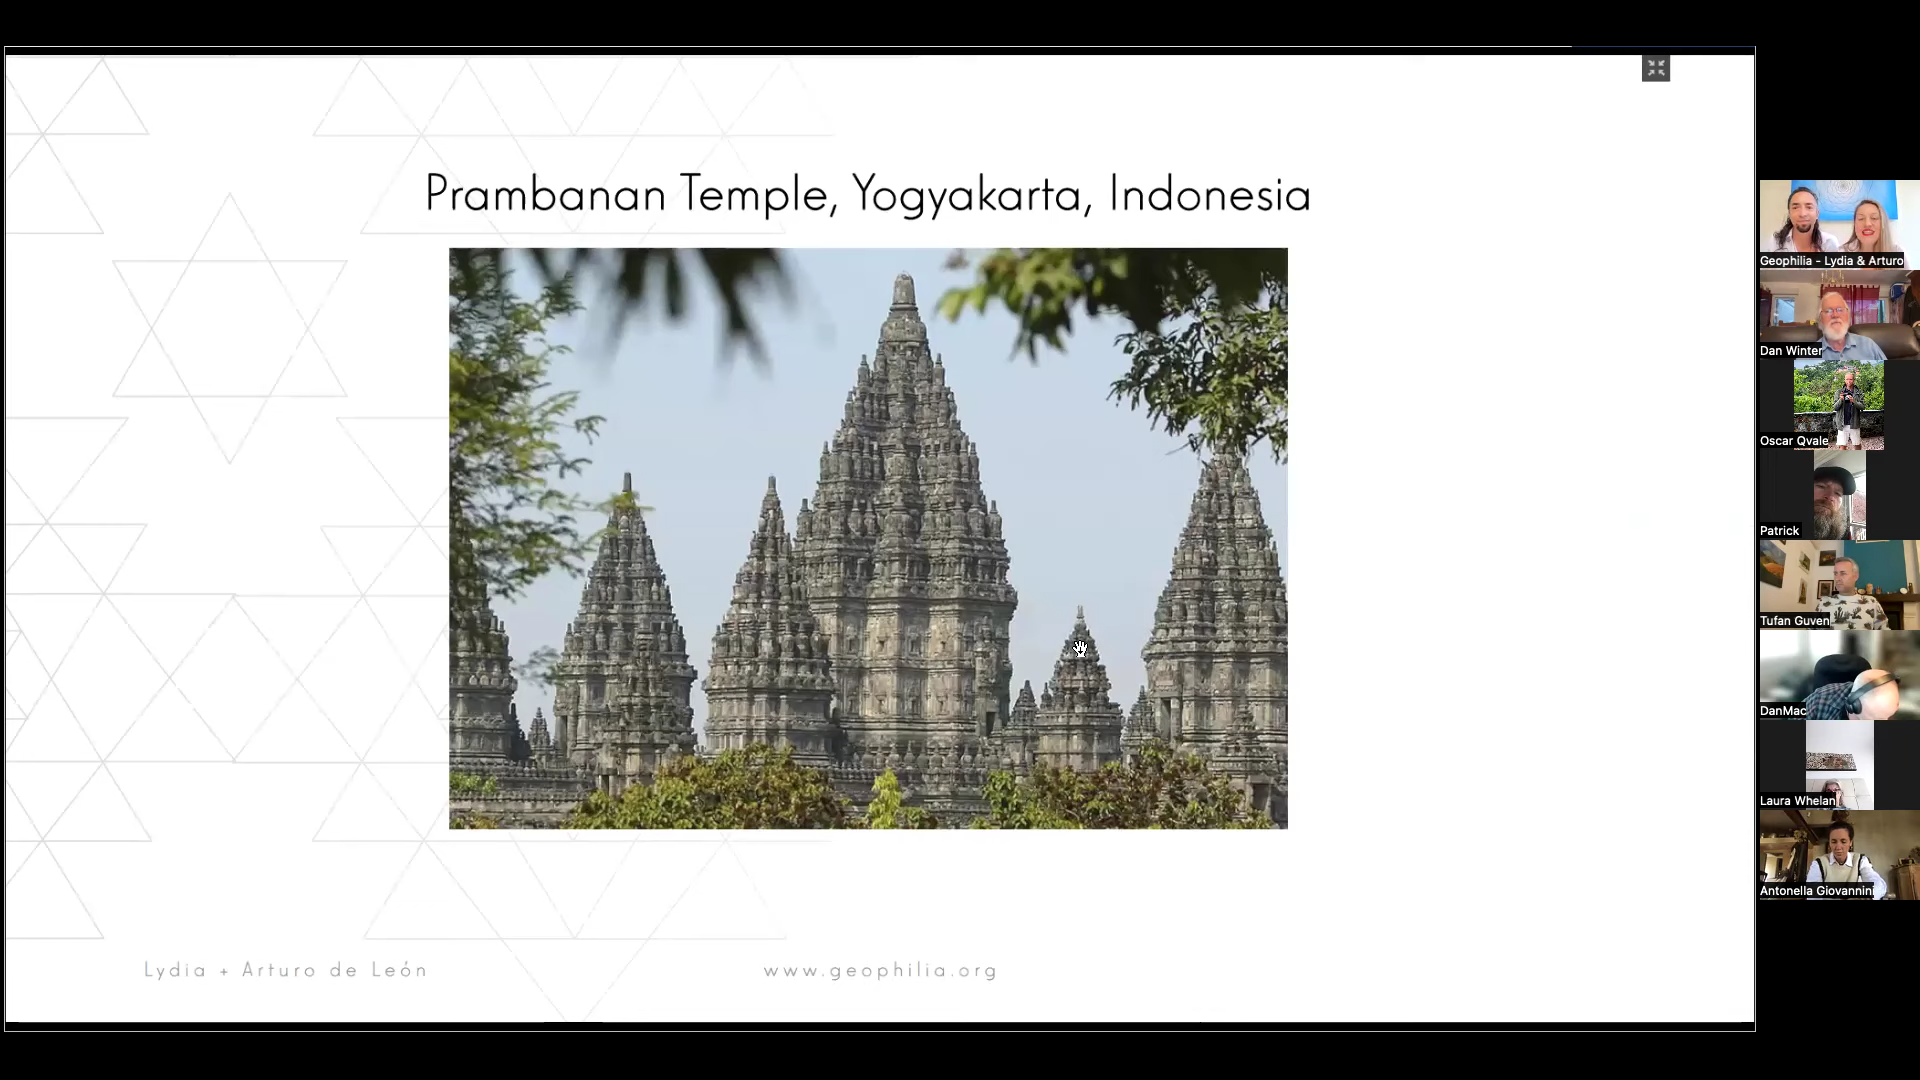 Prambanan Temple, Yogyakarta, Indonesia
Lydia + Arturo de León
www.geophilia.org
Geophilia - Lydia & Arturo
Dan Winter
Oscar Qvale
Patrick
Tufan Guven
DanMac
Laura Whelan
Antonella Giovannini